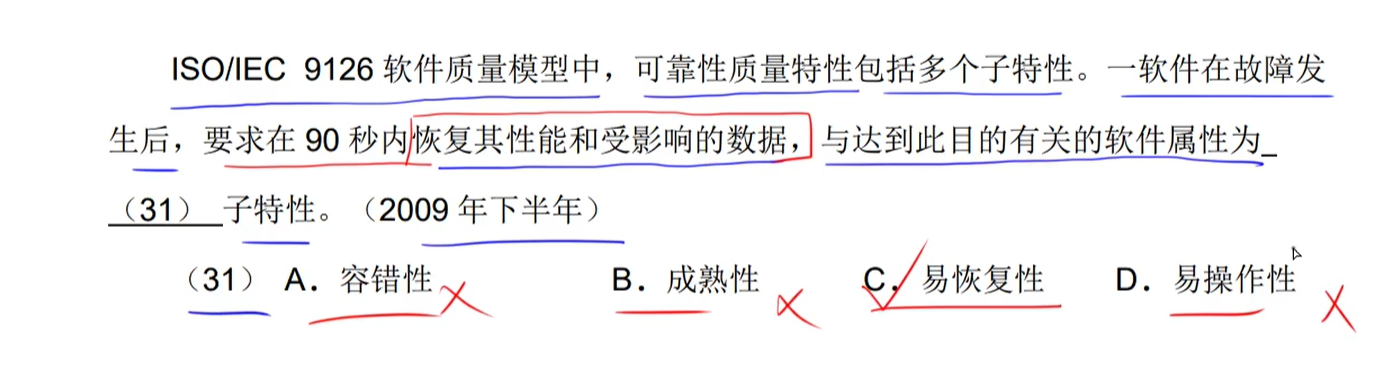 ISO/IEC 9126 软件质量模型中，可靠性质量特性包括多个子特性。一软件在故障发
生后，要求在 90 秒内恢复其性能和受影响的数据，与达到此目的有关的软件属性为_
（31） 子特性。（2009 年下半年）
（31） A．容错性 B．成熟性 C．易恢复性 D．易操作性